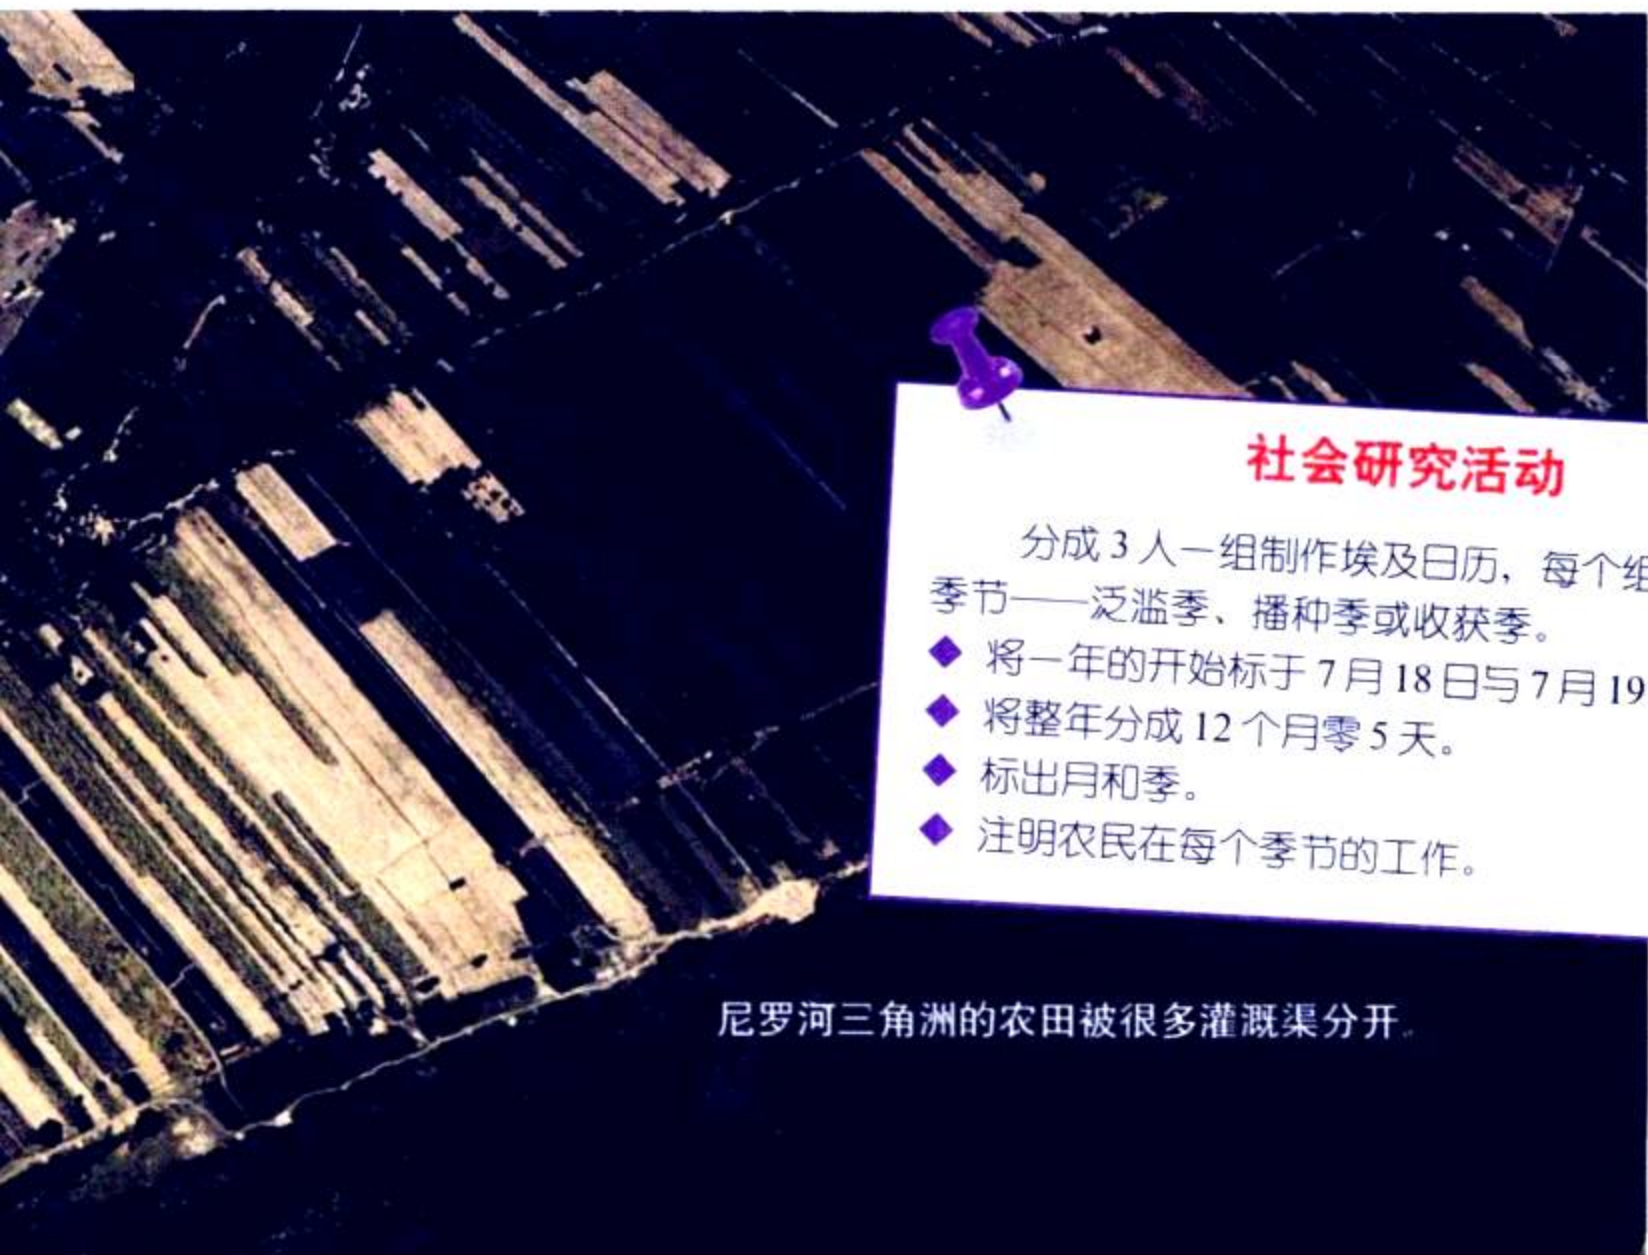 社会研究活动
分成3人一组制作埃及日历，每个组
季节——泛滥季、播种季或收获季。
◆ 将一年的开始标于7月18日与7月19
◆ 将整年分成12个月零5天。
◆ 标出月和季。
◆ 注明农民在每个季节的工作。
尼罗河三角洲的农田被很多灌溉渠分开。